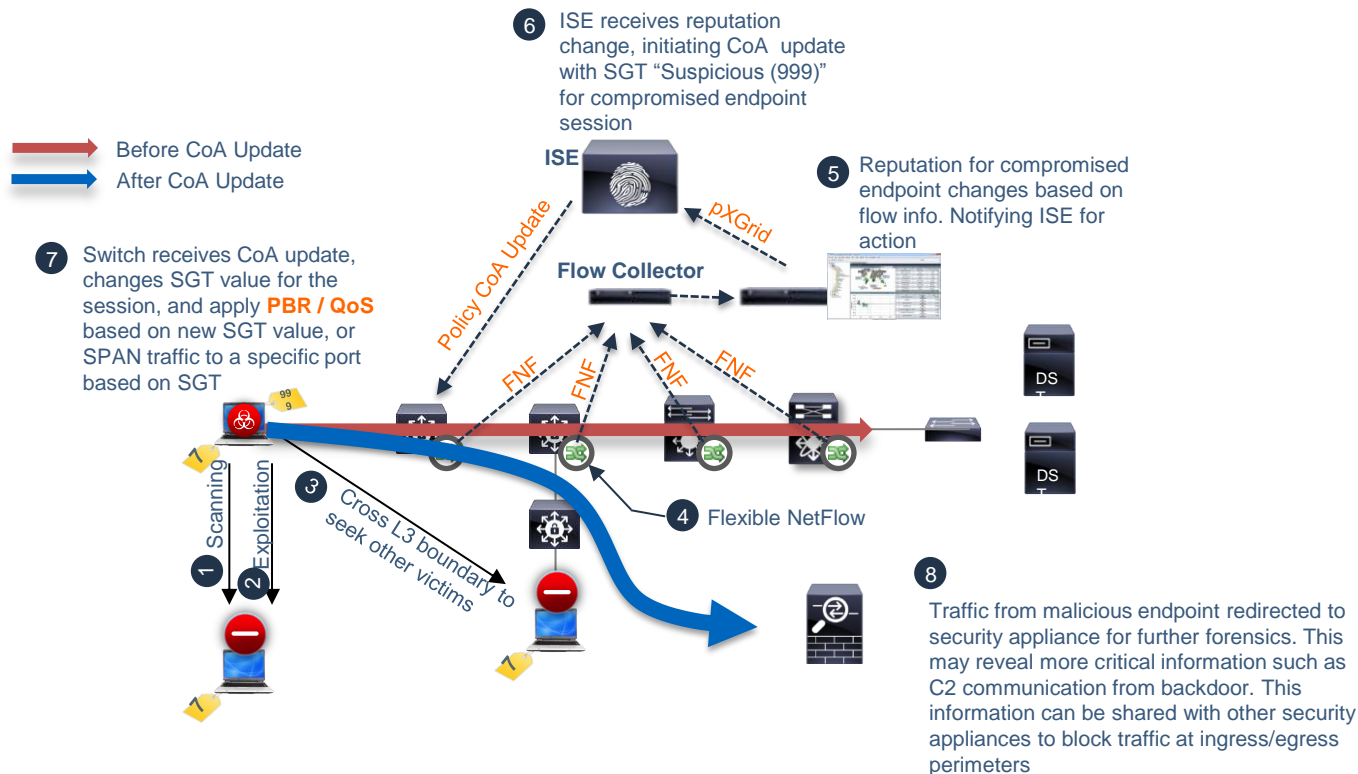 6
ISE receives reputation
change, initiating CoA update
with SGT “Suspicious (999)”
for compromised endpoint
session
Before CoA Update
After CoA Update
ISE
5
Reputation for compromised
endpoint changes based on
flow info. Notifying ISE for
action
pXGrid
Policy CoA Update
Flow Collector
7
Switch receives CoA update,
changes SGT value for the
session, and apply PBR / QoS
based on new SGT value, or
SPAN traffic to a specific port
based on SGT
FNF
FNF
FNF
FNF
DS
T
DS
T
99
9
7
1
Scanning
2
Exploitation
3
Cross L3 boundary to
seek other victims
4
Flexible NetFlow
7
7
8
Traffic from malicious endpoint redirected to
security appliance for further forensics. This
may reveal more critical information such as
C2 communication from backdoor. This
information can be shared with other security
appliances to block traffic at ingress/egress
perimeters